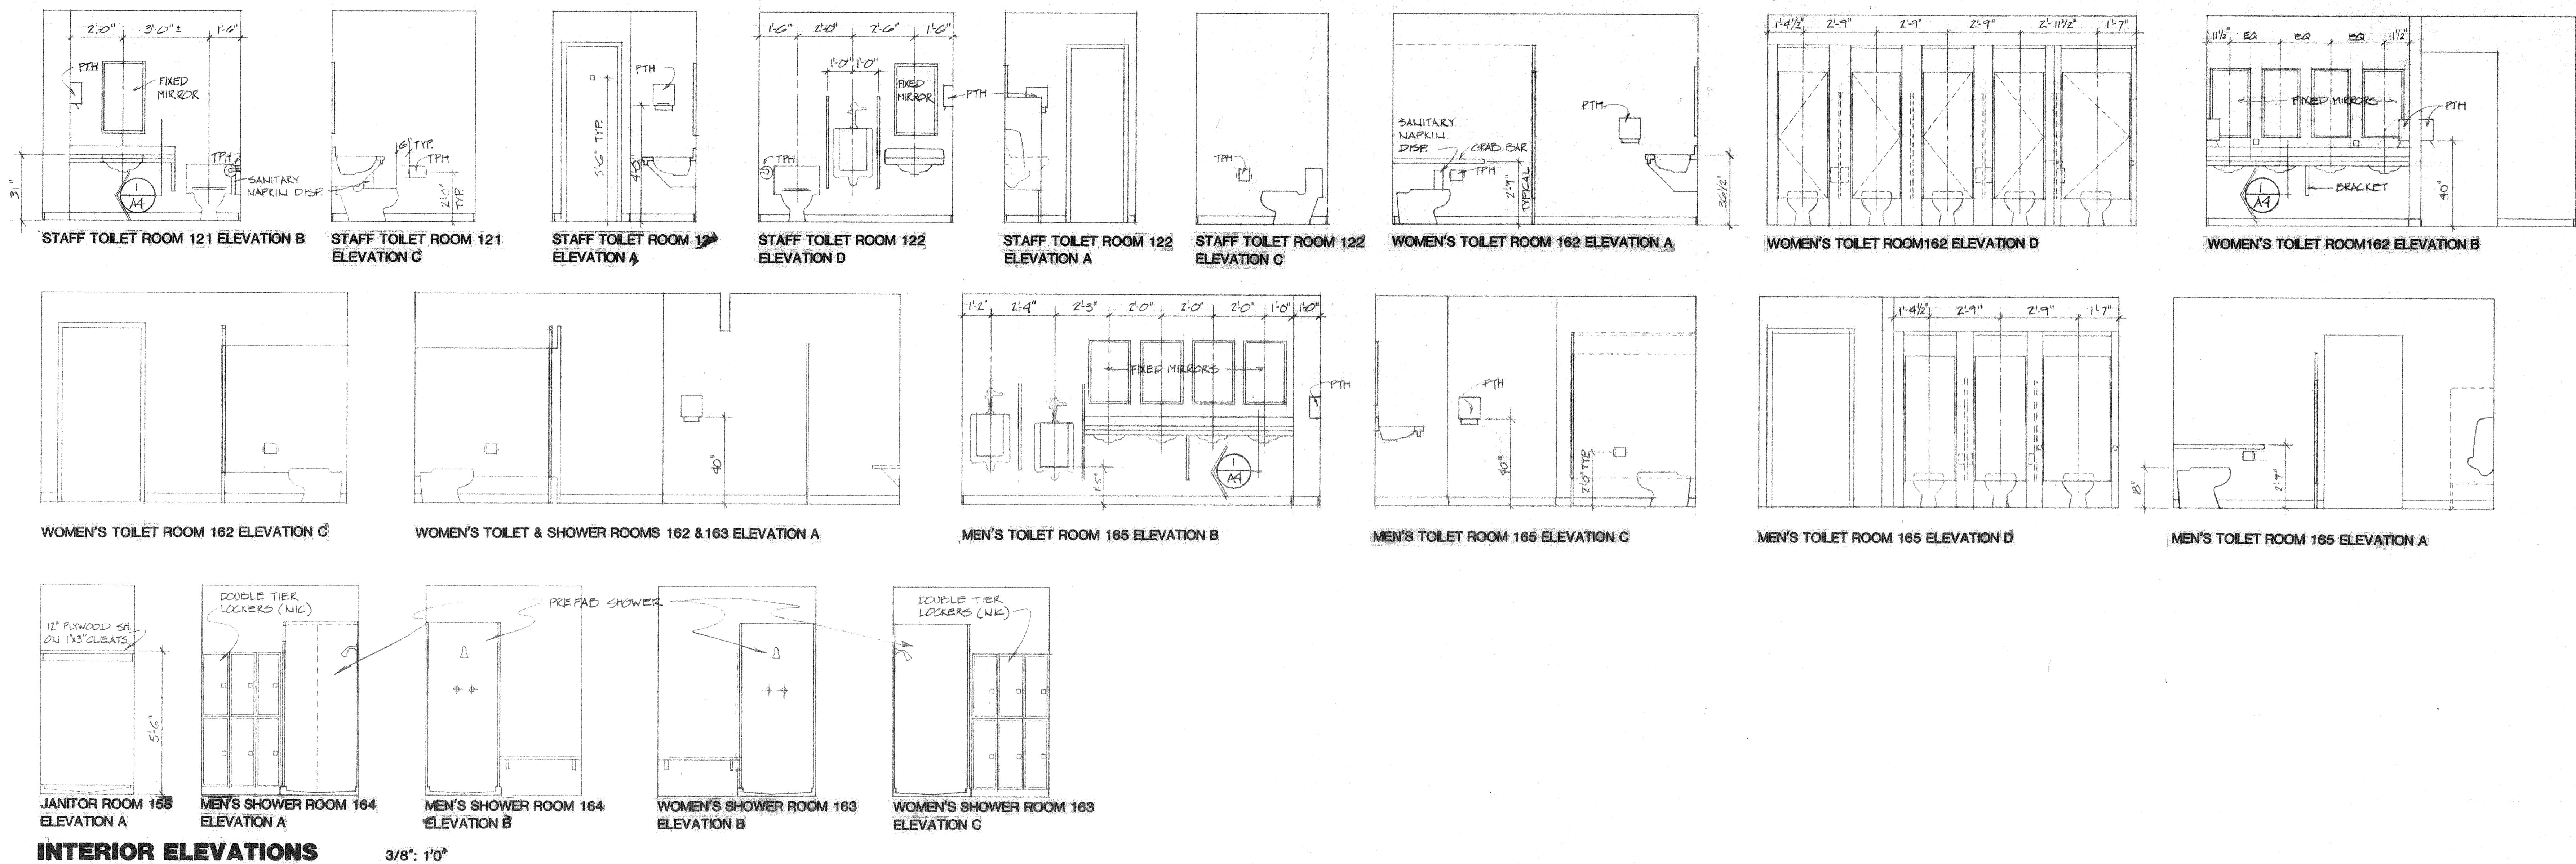 2'-0" 3'-0" ± 1'-6"
PTH
FIXED
MIRROR
TPH
SANITARY
NAPKIN DISP.
31"
1
A4
STAFF TOILET ROOM 121 ELEVATION B
6" TYP.
TPH
2'-0"
TYP.
STAFF TOILET ROOM 121
ELEVATION C
PTH
5'-6" TYP.
4'-0"
STAFF TOILET ROOM
ELEVATION A
1'-6" 2'-0" 2'-6" 1'-6"
1'-0" 1'-0"
FIXED
MIRROR
TPH
STAFF TOILET ROOM 122
ELEVATION D
PTH
STAFF TOILET ROOM 122
ELEVATION A
TPH
STAFF TOILET ROOM 122
ELEVATION C
PTH
SANITARY
NAPKIN
DISP.
GRAB BAR
TPH
2'-9"
TYPICAL
36 1/2"
WOMEN'S TOILET ROOM 162 ELEVATION A
1'-4 1/2" 2'-9" 2'-9" 2'-9" 2'-11 1/2" 1'-7"
WOMEN'S TOILET ROOM162 ELEVATION D
11 1/2" EQ EQ EQ 11 1/2"
FIXED MIRRORS
PTH
BRACKET
1
A4
40"
WOMEN'S TOILET ROOM162 ELEVATION B
WOMEN'S TOILET ROOM 162 ELEVATION C
40"
WOMEN'S TOILET & SHOWER ROOMS 162 &163 ELEVATION A
1'-2" 2'-4" 2'-3" 2'-0" 2'-0" 2'-0" 1'-0" 1'-0"
FIXED MIRRORS
PTH
1'-5"
1
A4
MEN'S TOILET ROOM 165 ELEVATION B
PTH
40"
2'-0" TYP.
MEN'S TOILET ROOM 165 ELEVATION C
1'-4 1/2" 2'-9" 2'-9" 1'-7"
MEN'S TOILET ROOM 165 ELEVATION D
18"
2'-9"
MEN'S TOILET ROOM 165 ELEVATION A
12" PLYWOOD SH.
ON 1"X3" CLEATS
5'-6"
JANITOR ROOM 158
ELEVATION A
DOUBLE TIER
LOCKERS (NIC)
MEN'S SHOWER ROOM 164
ELEVATION A
PREFAB SHOWER
MEN'S SHOWER ROOM 164
ELEVATION B
WOMEN'S SHOWER ROOM 163
ELEVATION B
DOUBLE TIER
LOCKERS (NIC)
WOMEN'S SHOWER ROOM 163
ELEVATION C
INTERIOR ELEVATIONS 3/8": 1'0"